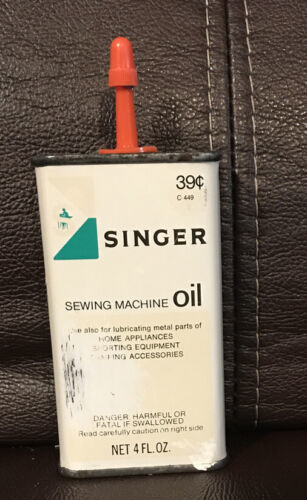 39¢
C 449
SINGER
SEWING MACHINE oil
use also for lubricating metal parts of
HOME APPLIANCES
SPORTING EQUIPMENT
ACCESSORIES
DANGER: HARMFUL OR
FATAL IF SWALLOWED
Read carefully caution on right side
NET 4 FL. OZ.